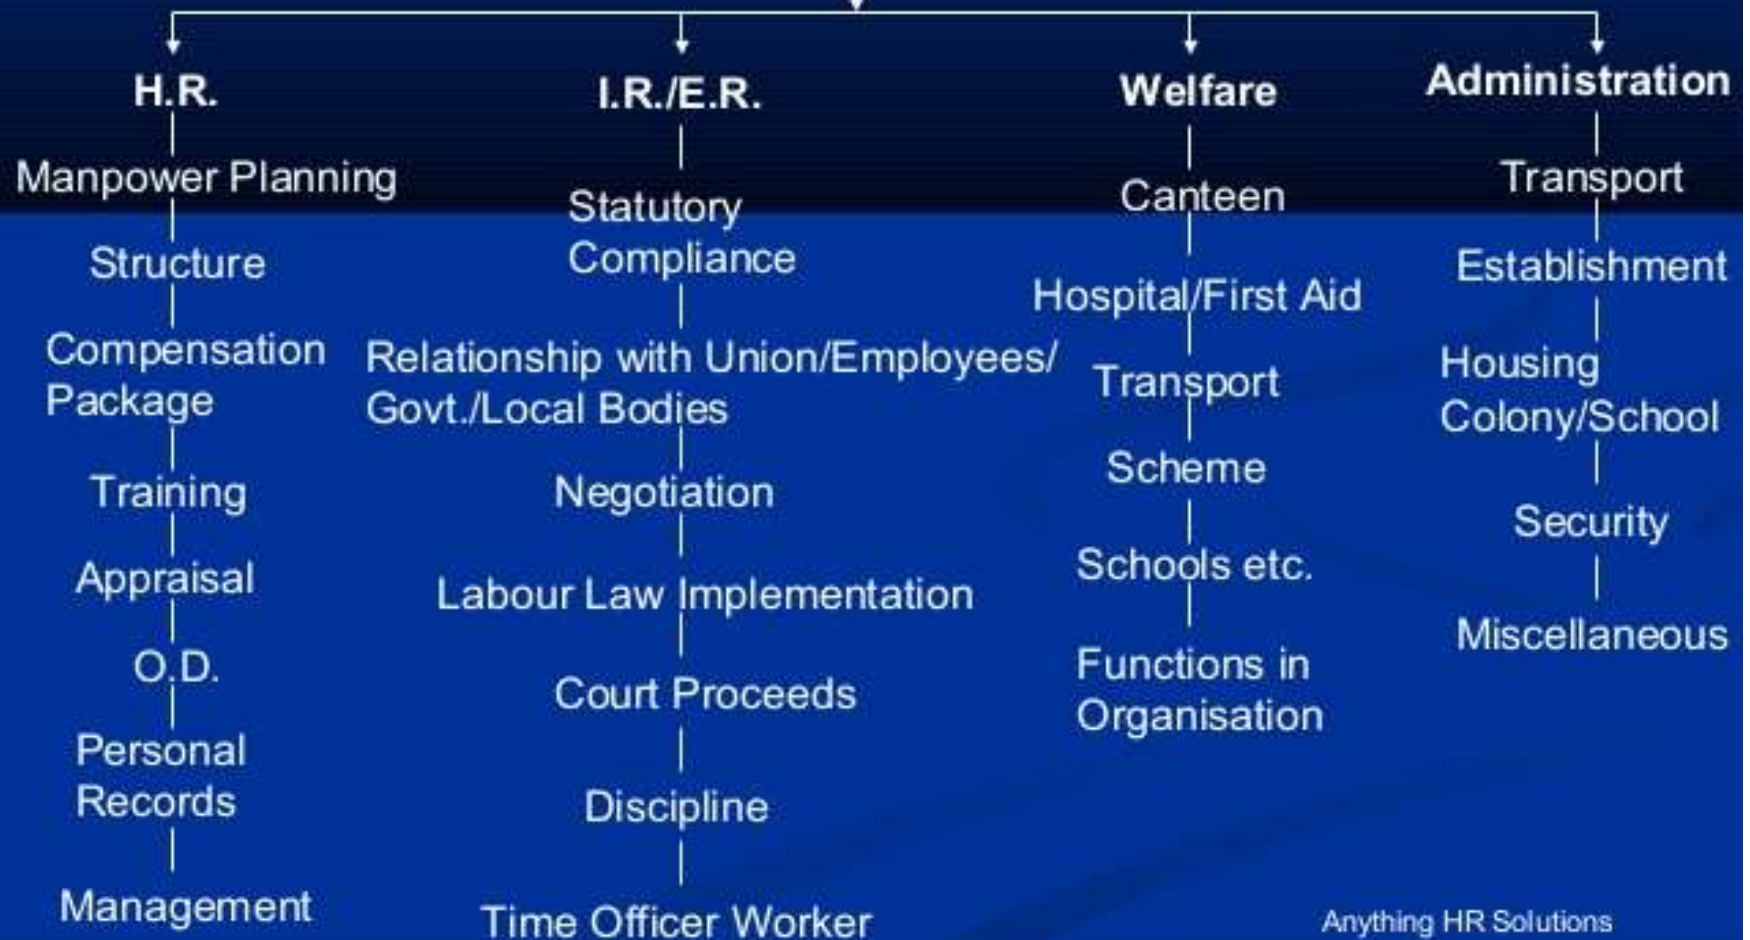 H.R.
Manpower Planning
Structure
Compensation
Package
Training
Appraisal
O.D.
Personal
Records
Management
I.R./E.R.
Statutory
Compliance
Relationship with Union/Employees/
Govt./Local Bodies
Negotiation
Labour Law Implementation
Court Proceeds
Discipline
Time Officer Worker
Welfare
Canteen
Hospital/First Aid
Transport
Scheme
Schools etc.
Functions in
Organisation
Administration
Transport
Establishment
Housing
Colony/School
Security
Miscellaneous
Anything HR Solutions